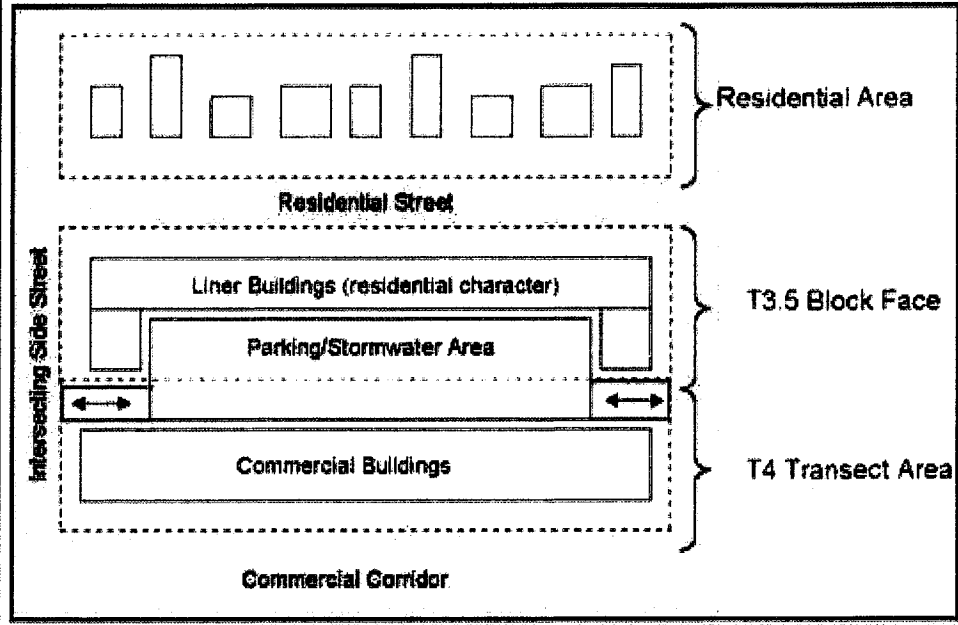 Residential Area
Residential Street
Intersecting Side Street
Liner Buildings (residential character)
T3.5 Block Face
Parking/Stormwater Area
Commercial Buildings
T4 Transect Area
Commercial Corridor